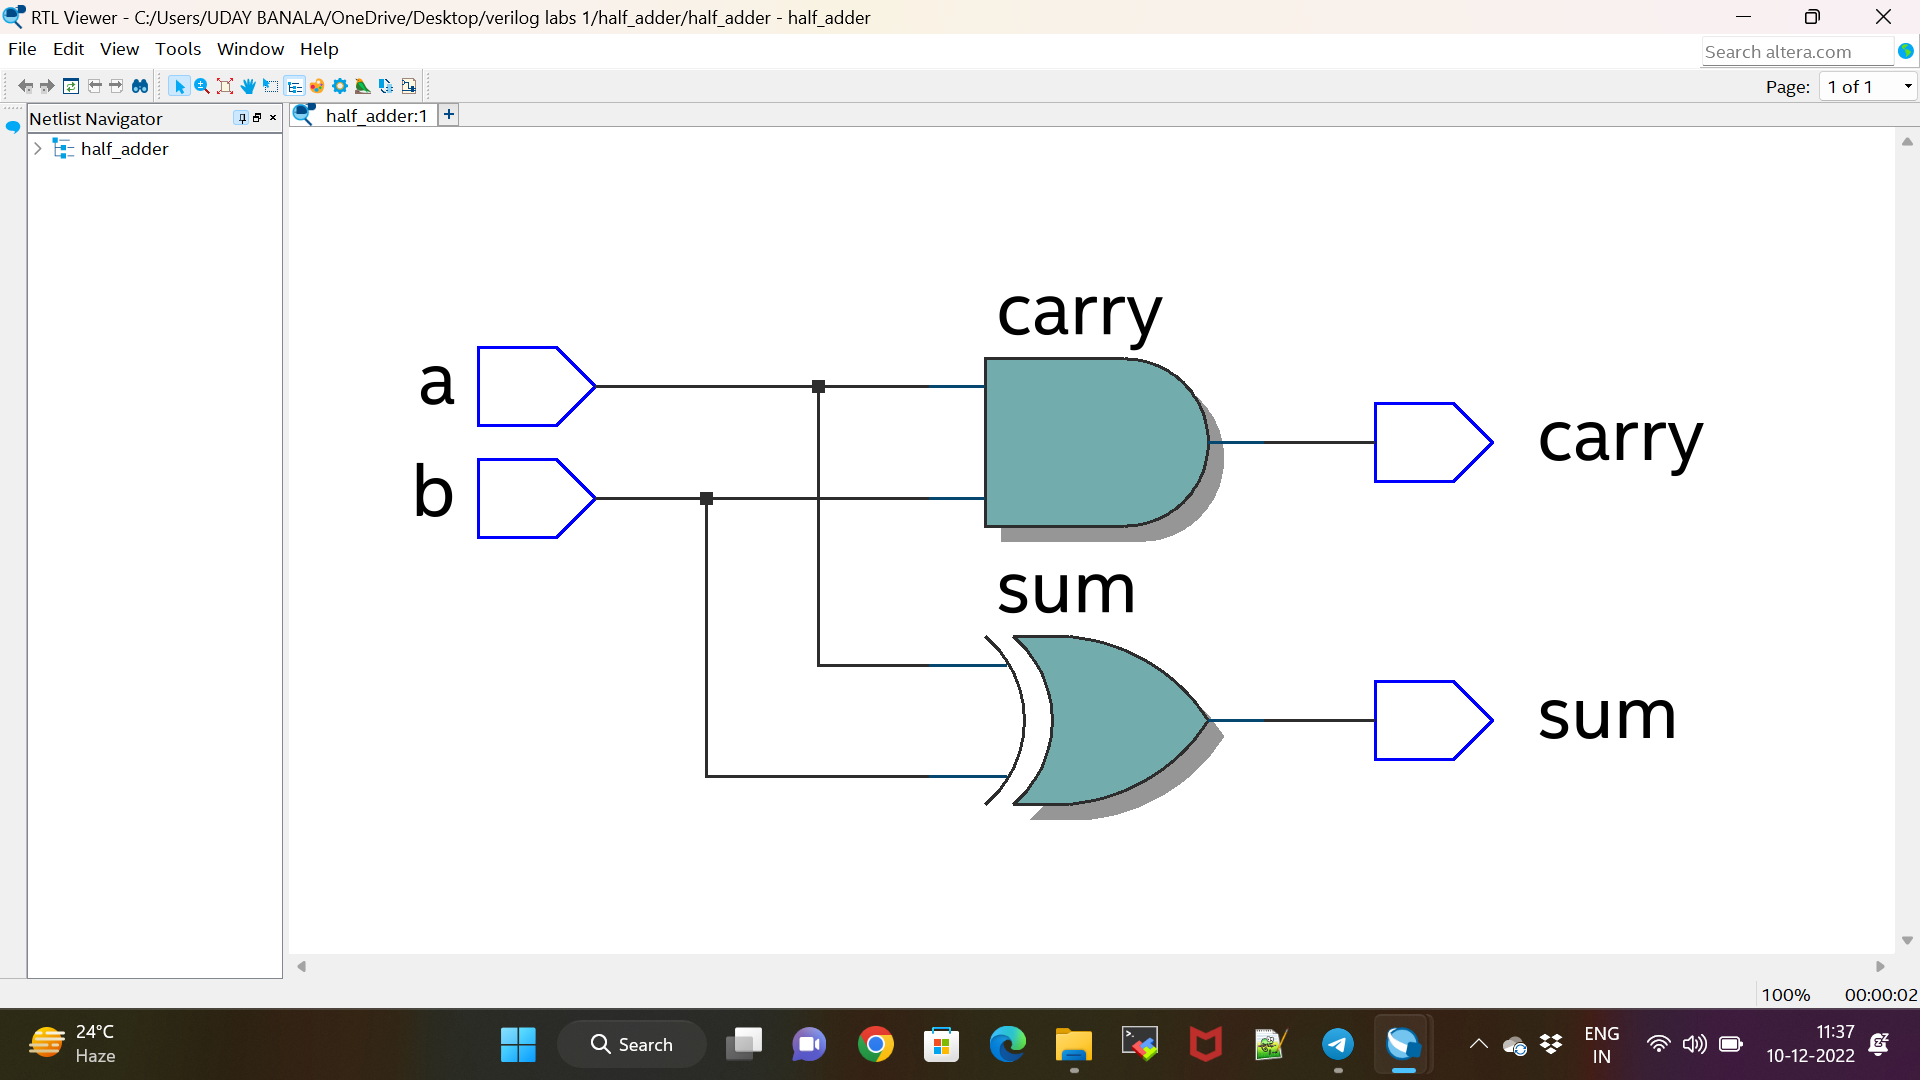 RTL Viewer - C:/Users/UDAY BANALA/OneDrive/Desktop/verilog labs 1/half_adder/half_adder - half_adder
File Edit View Tools Window Help
Search altera.com
Page: 1 of 1
Netlist Navigator
half_adder:1
half_adder
carry
a
carry
b
sum
sum
100% 00:00:02
24°C
Haze
Search
ENG
IN
11:37
10-12-2022